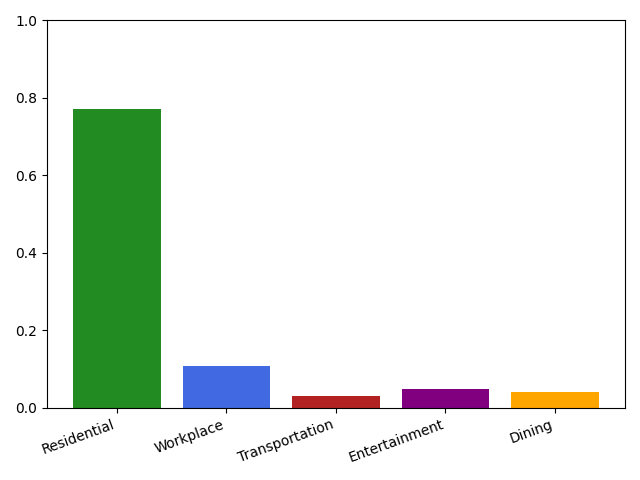 1.0
0.8
0.6
0.4
0.2
0.0
Residential
Workplace
Transportation
Entertainment
Dining